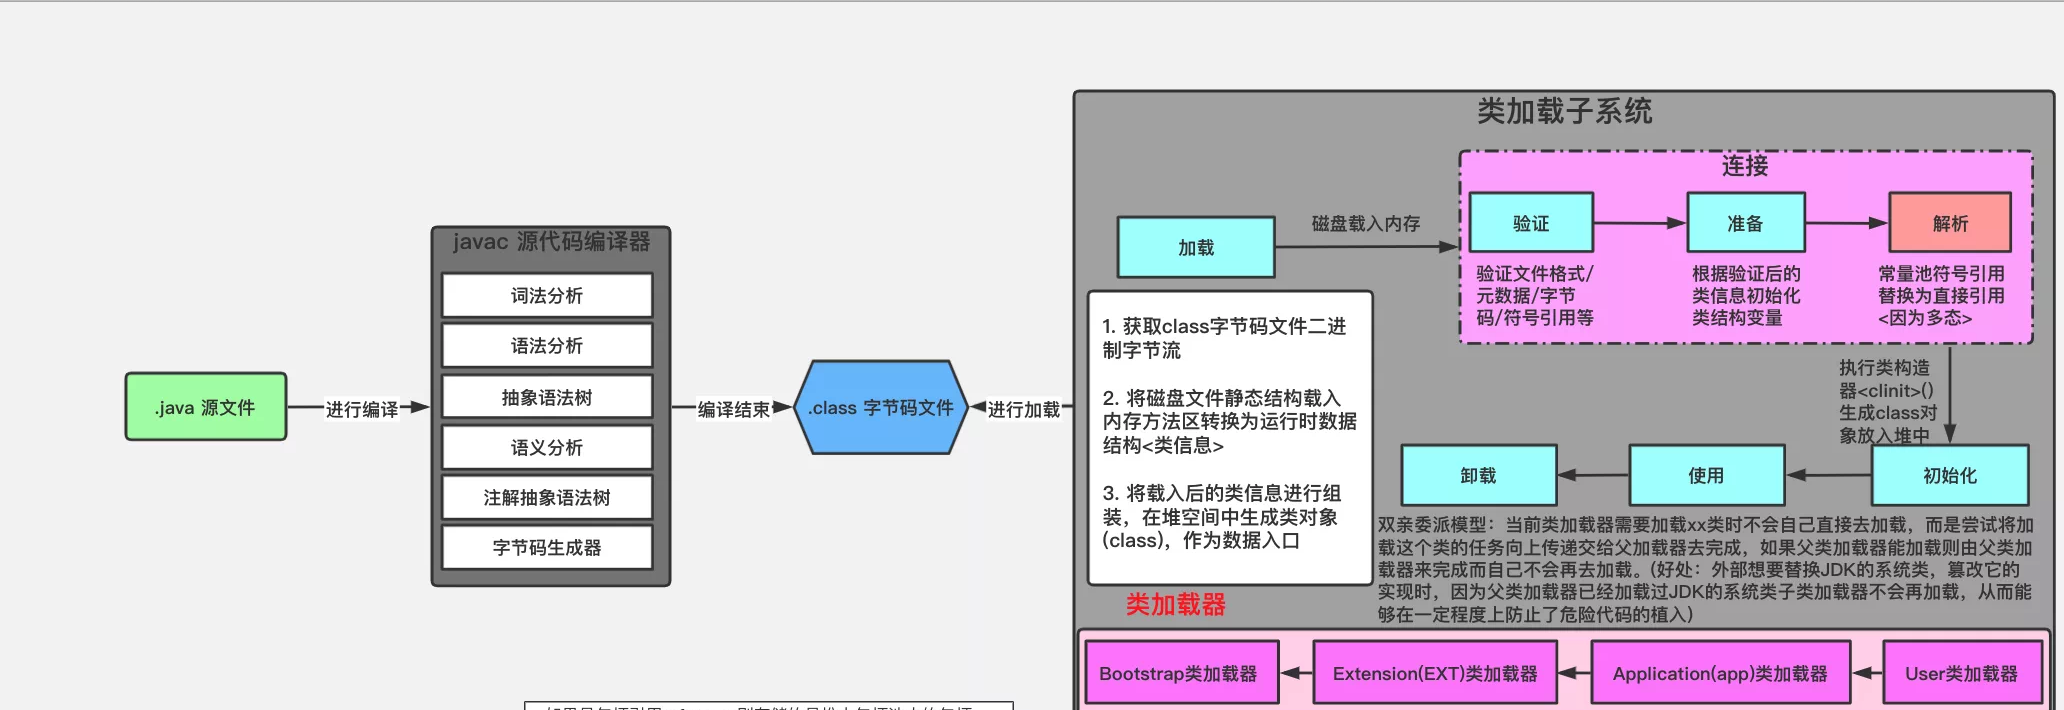 类加载子系统
连接
验证
准备
解析
磁盘载入内存
加载
验证文件格式/
元数据/字节
码/符号引用等
根据验证后的
类信息初始化
类结构变量
常量池符号引用
替换为直接引用
<因为多态>
javac 源代码编译器
词法分析
语法分析
抽象语法树
语义分析
注解抽象语法树
字节码生成器
.java 源文件
进行编译
编译结束
.class 字节码文件
进行加载
1. 获取class字节码文件二进
制字节流
2. 将磁盘文件静态结构载入
内存方法区转换为运行时数据
结构<类信息>
3. 将载入后的类信息进行组
装，在堆空间中生成类对象
(class)，作为数据入口
执行类构造
器<clinit>()
生成class对
象放入堆中
卸载
使用
初始化
双亲委派模型：当前类加载器需要加载xx类时不会自己直接去加载，而是尝试将加
载这个类的任务向上传递交给父加载器去完成，如果父类加载器能加载则由父类加
载器来完成而自己不会再去加载。(好处：外部想要替换JDK的系统类，篡改它的
实现时，因为父类加载器已经加载过JDK的系统类子类加载器不会再加载，从而能
够在一定程度上防止了危险代码的植入）
类加载器
Bootstrap类加载器
Extension(EXT)类加载器
Application(app)类加载器
User类加载器